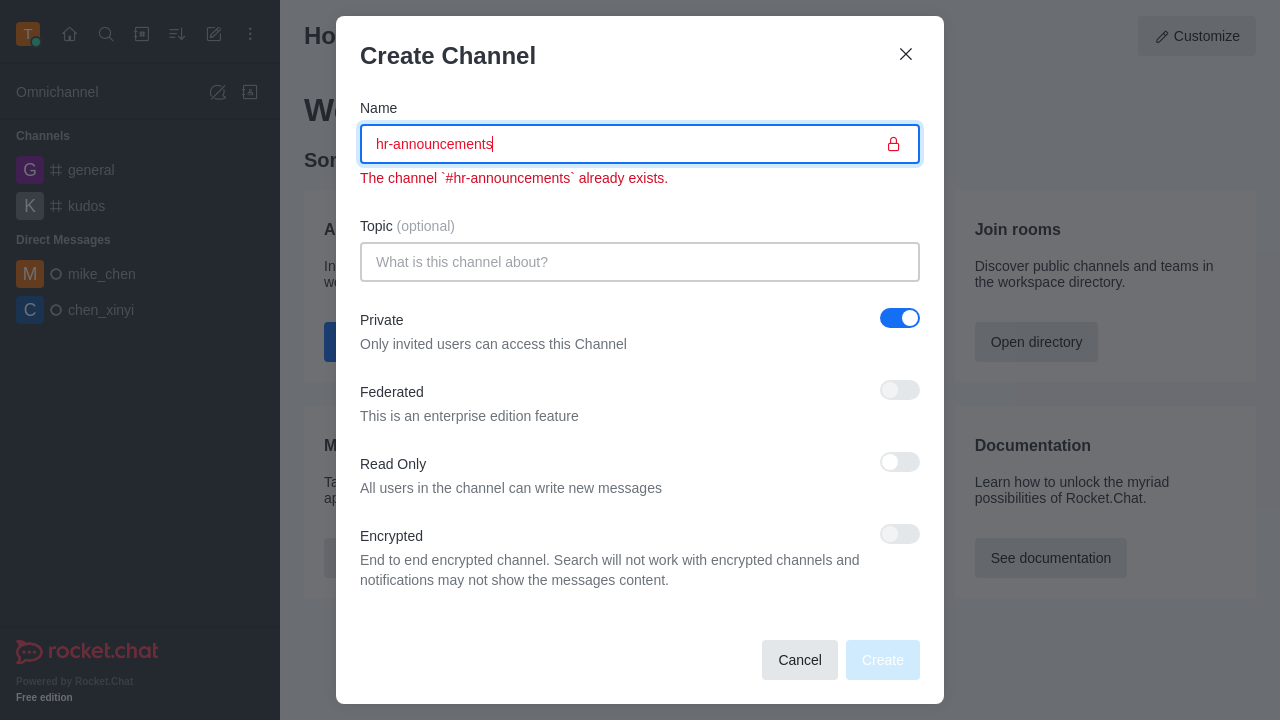 T
Ho
Customize
Create Channel
Omnichannel
Name
hr-announcements
The channel `#hr-announcements` already exists.
Channels
G general
K kudos
Direct Messages
M mike_chen
C chen_xinyi
Topic (optional)
What is this channel about?
Private
Only invited users can access this Channel
Federated
This is an enterprise edition feature
Read Only
All users in the channel can write new messages
Encrypted
End to end encrypted channel. Search will not work with encrypted channels and
notifications may not show the messages content.
Cancel
Create
Join rooms
Discover public channels and teams in
the workspace directory.
Open directory
Documentation
Learn how to unlock the myriad
possibilities of Rocket.Chat.
See documentation
rocket.chat
Powered by Rocket.Chat
Free edition